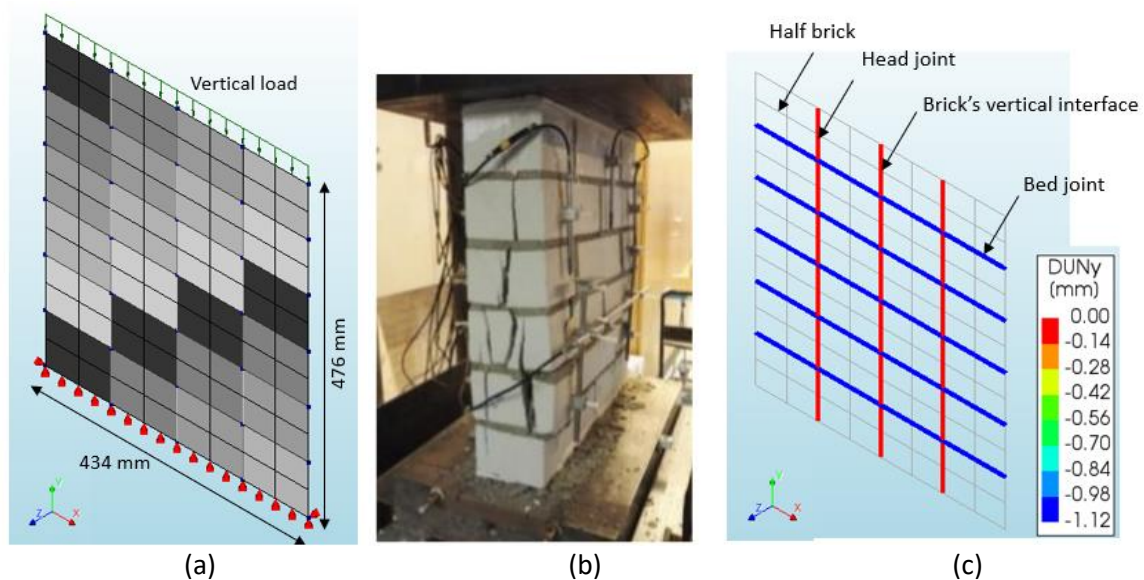 Vertical load
476 mm
434 mm
Y
X
Z
(a)
(b)
Half brick
Head joint
Brick's vertical interface
Bed joint
DUNy
(mm)
0.00
-0.14
-0.28
-0.42
-0.56
-0.70
-0.84
-0.98
-1.12
Y
X
Z
(c)